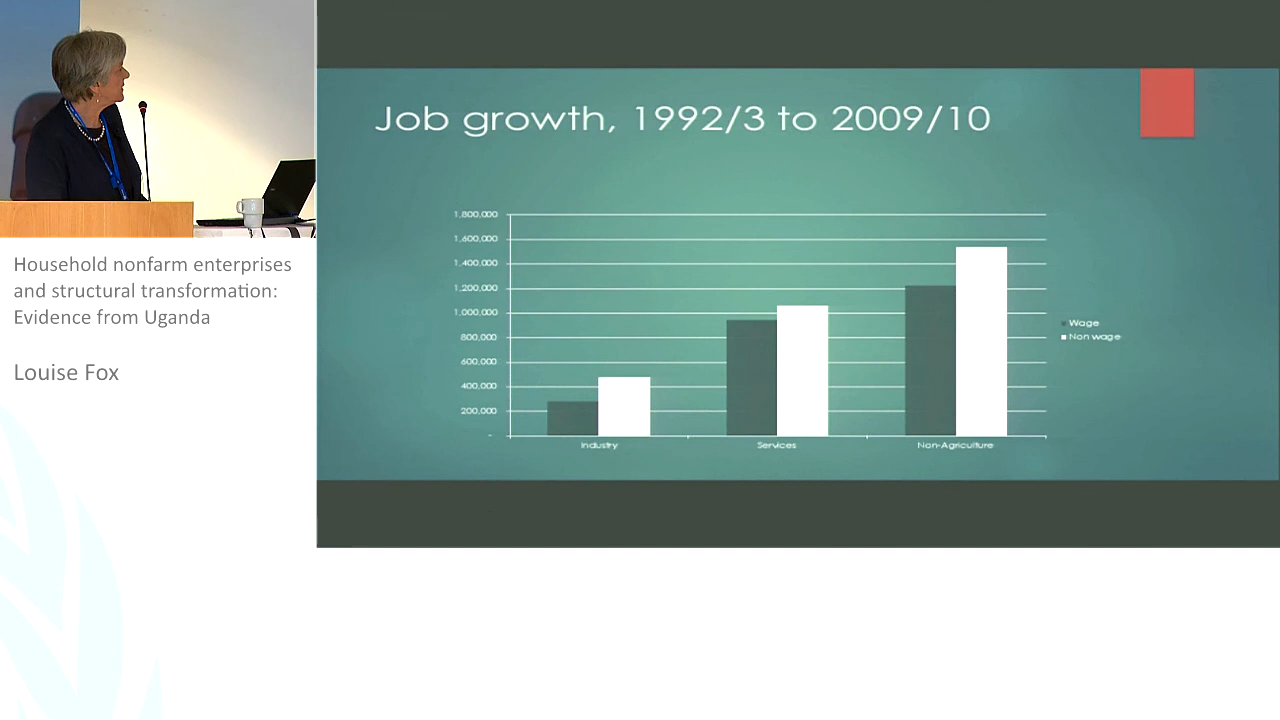 Household nonfarm enterprises
and structural transformation:
Evidence from Uganda
Louise Fox
Job growth, 1992/3 to 2009/10
1,800,000
1,600,000
1,400,000
1,200,000
1,000,000
800,000
600,000
400,000
200,000
-
Industry
Services
Non-Agriculture
Wage
Non wage